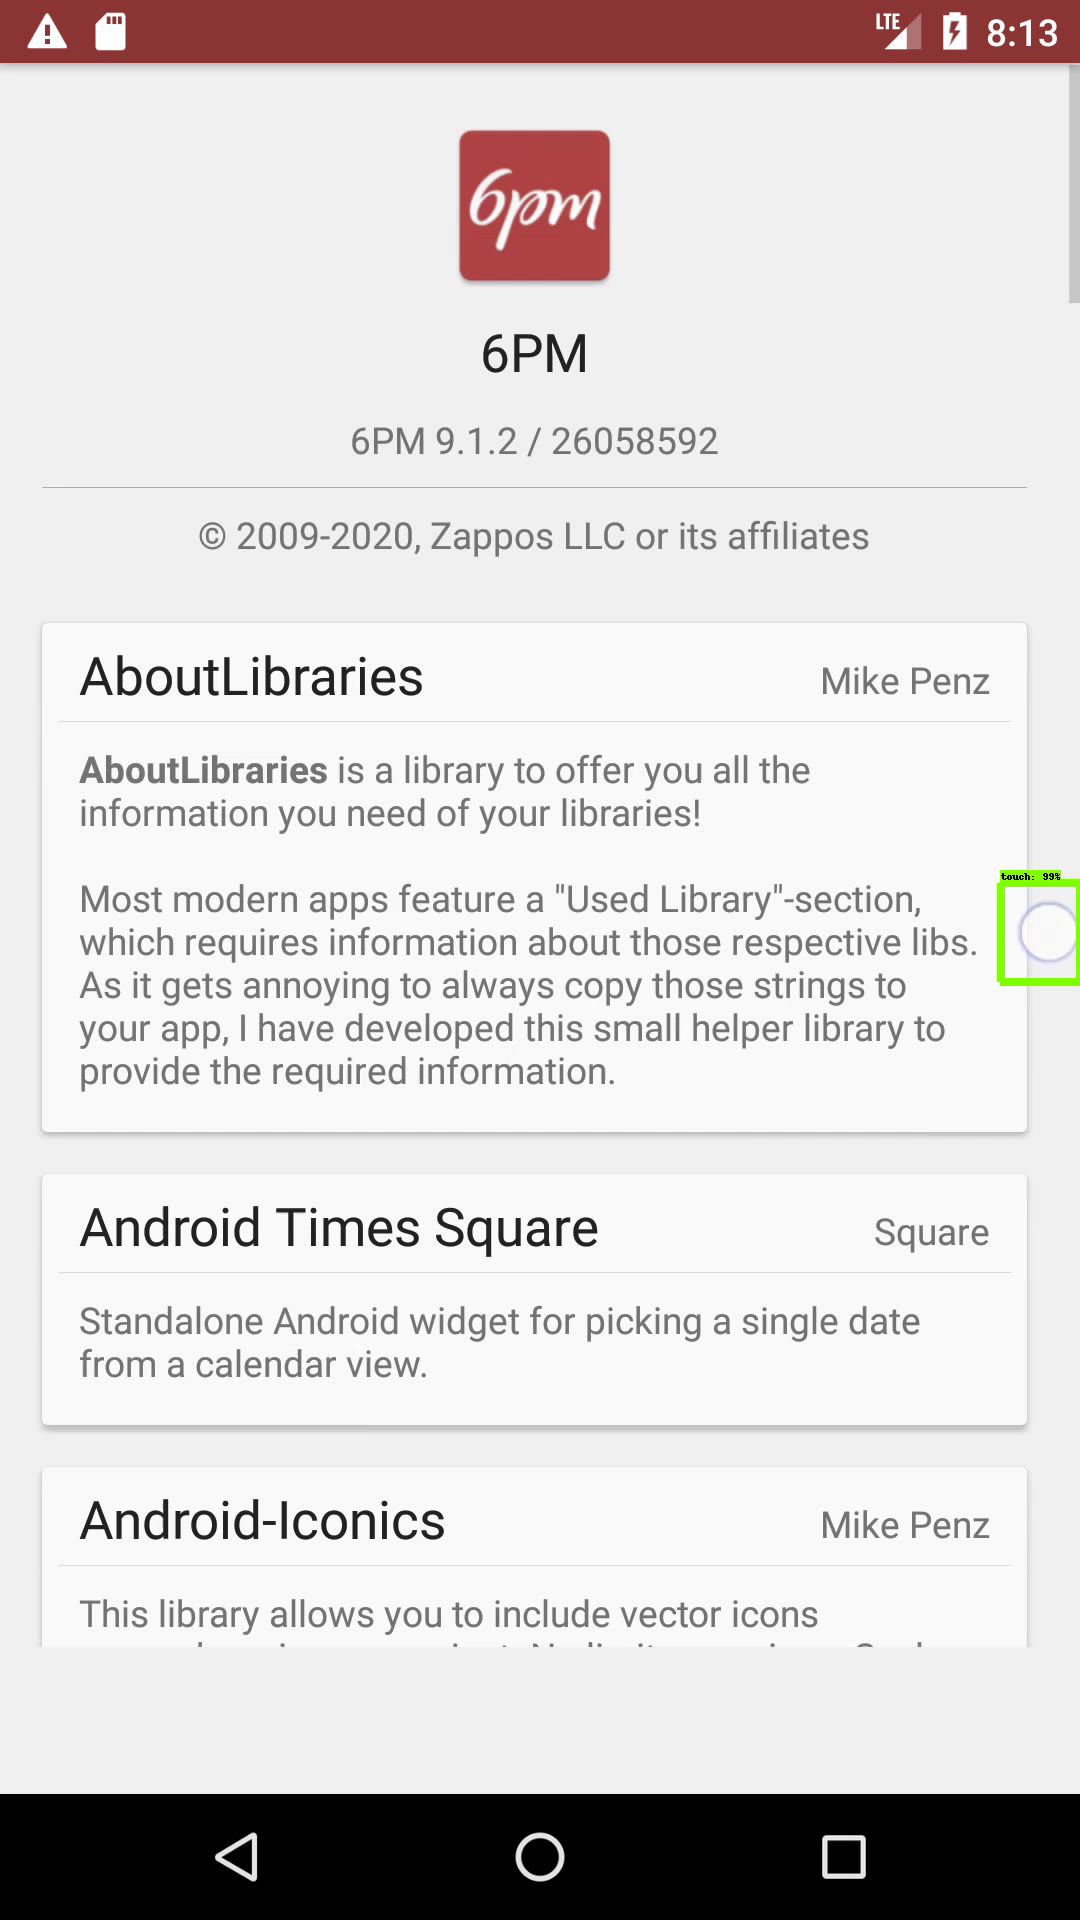 LTE 8:13
6pm
6PM
6PM 9.1.2 / 26058592
© 2009-2020, Zappos LLC or its affiliates
AboutLibraries Mike Penz
AboutLibraries is a library to offer you all the
information you need of your libraries!
Most modern apps feature a "Used Library"-section,
which requires information about those respective libs.
As it gets annoying to always copy those strings to
your app, I have developed this small helper library to
provide the required information.
touch: 99%
Android Times Square Square
Standalone Android widget for picking a single date
from a calendar view.
Android-Iconics Mike Penz
This library allows you to include vector icons